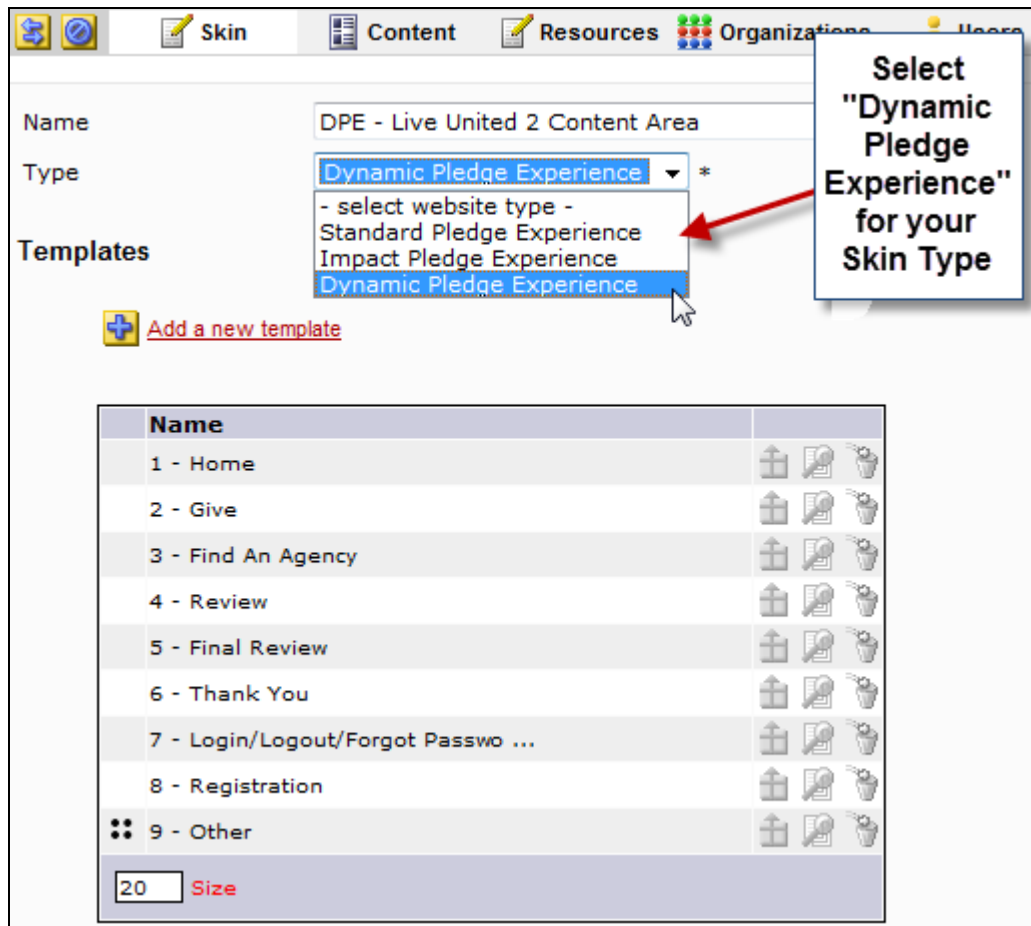 Skin Content Resources Organizations Users
Select
"Dynamic
Pledge
Experience"
for your
Skin Type
Name DPE - Live United 2 Content Area
Type Dynamic Pledge Experience *
- select website type -
Standard Pledge Experience
Impact Pledge Experience
Dynamic Pledge Experience
Templates
Add a new template
Name
1 - Home
2 - Give
3 - Find An Agency
4 - Review
5 - Final Review
6 - Thank You
7 - Login/Logout/Forgot Passwo ...
8 - Registration
9 - Other
20 Size